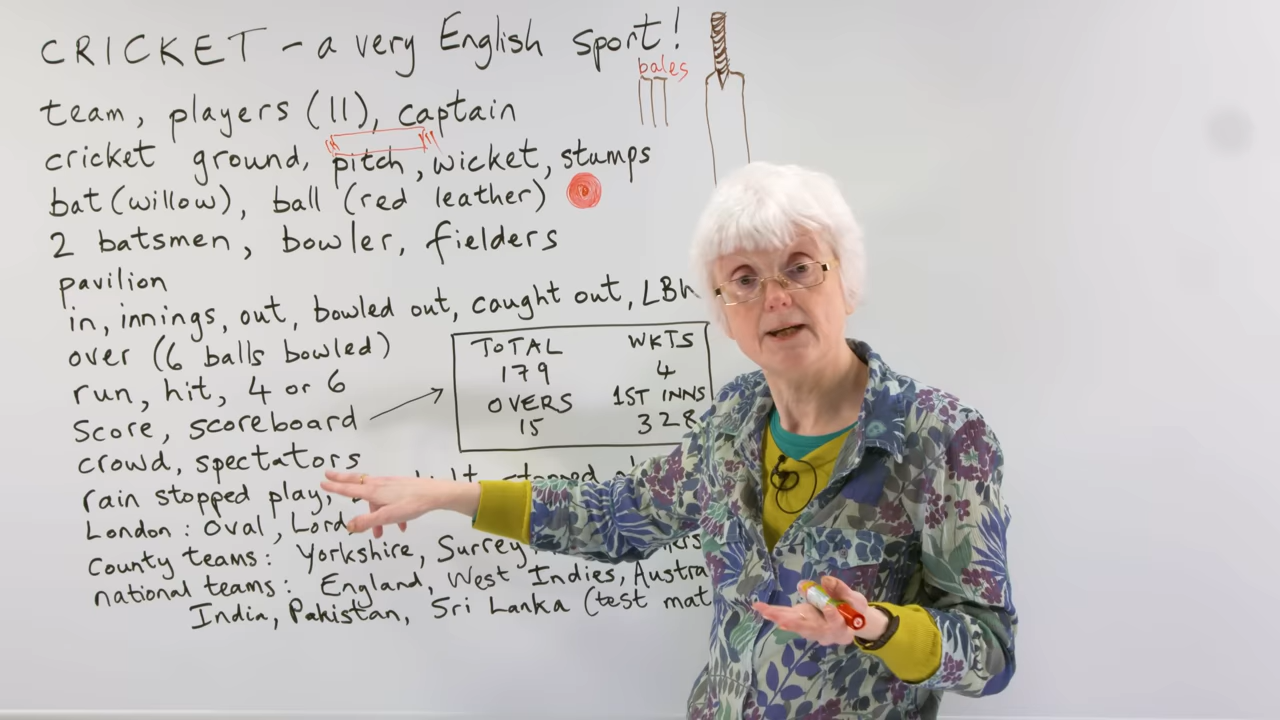 CRICKET - a very English sport!
bales
team, players (11), captain
cricket ground, pitch, wicket, stumps
bat (willow), ball (red leather)
2 batsmen, bowler, fielders
pavilion
in, innings, out, bowled out, caught out, LBW
over (6 balls bowled)
run, hit, 4 or 6
score, scoreboard
TOTAL WKTS
179 4
OVERS 1ST INNS
15 328
crowd, spectators
rain stopped play, stopped
London: Oval, Lord
county teams: Yorkshire, Surrey,
national teams: England, West Indies, Austra
India, Pakistan, Sri Lanka (test mat